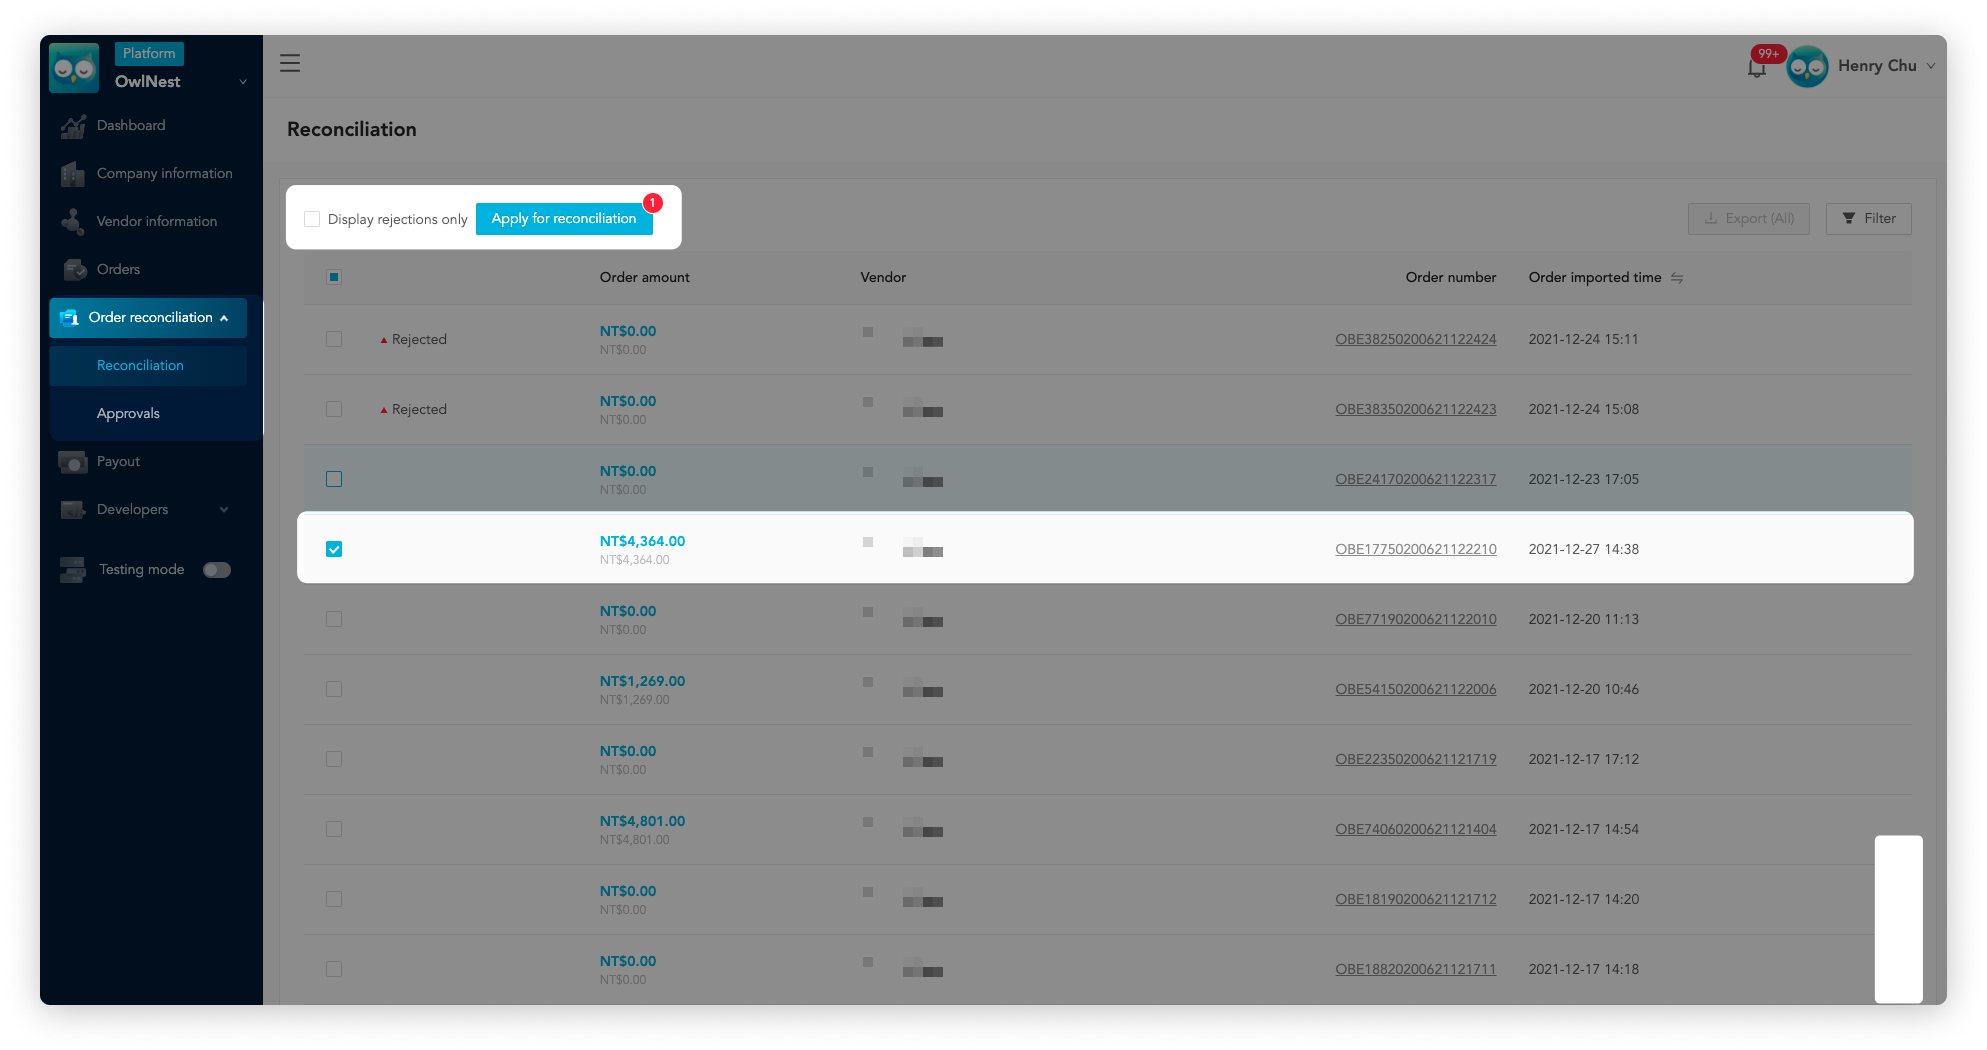 Platform
OwlNest
Dashboard
Company information
Vendor information
Orders
Order reconciliation
Reconciliation
Approvals
Payout
Developers
Testing mode
99+
Henry Chu
Reconciliation
Display rejections only
Apply for reconciliation
1
Export (All)
Filter
Order amount Vendor Order number Order imported time
Rejected NT$0.00 OBE38250200621122424 2021-12-24 15:11
NT$0.00
Rejected NT$0.00 OBE38350200621122423 2021-12-24 15:08
NT$0.00
NT$0.00 OBE24170200621122317 2021-12-23 17:05
NT$0.00
NT$4,364.00 OBE17750200621122210 2021-12-27 14:38
NT$4,364.00
NT$0.00 OBE77190200621122010 2021-12-20 11:13
NT$0.00
NT$1,269.00 OBE54150200621122006 2021-12-20 10:46
NT$1,269.00
NT$0.00 OBE22350200621121719 2021-12-17 17:12
NT$0.00
NT$4,801.00 OBE74060200621121404 2021-12-17 14:54
NT$4,801.00
NT$0.00 OBE18190200621121712 2021-12-17 14:20
NT$0.00
NT$0.00 OBE18820200621121711 2021-12-17 14:18
NT$0.00